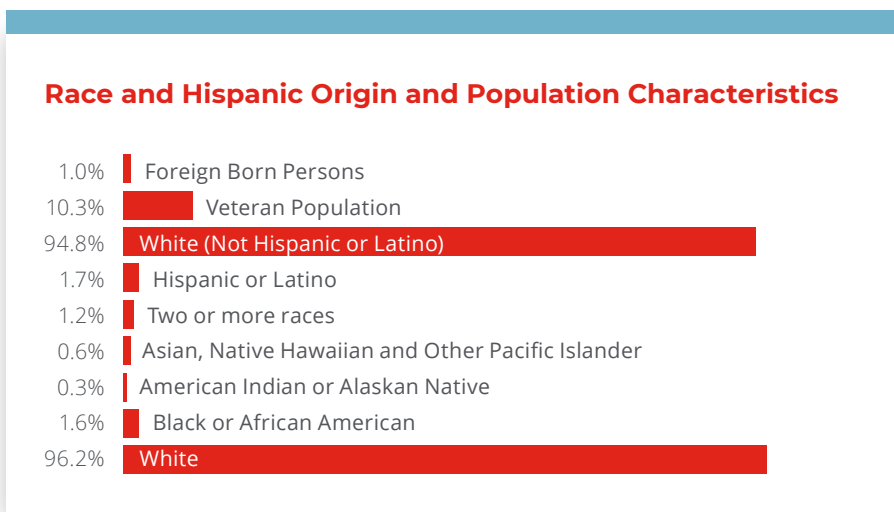 Race and Hispanic Origin and Population Characteristics
1.0% Foreign Born Persons
10.3% Veteran Population
94.8% White (Not Hispanic or Latino)
1.7% Hispanic or Latino
1.2% Two or more races
0.6% Asian, Native Hawaiian and Other Pacific Islander
0.3% American Indian or Alaskan Native
1.6% Black or African American
96.2% White